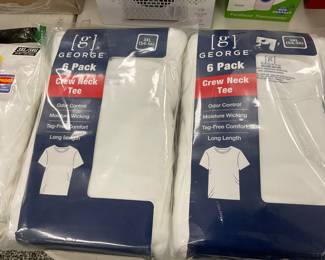 [g]
GEORGE
6 Pack
Crew Neck
Tee
Odor Control
Moisture Wicking
Tag-Free Comfort
Long Length
[g]
GEORGE
6 Pack
Crew Neck
Tee
Odor Control
Moisture Wicking
Tag-Free Comfort
Long Length